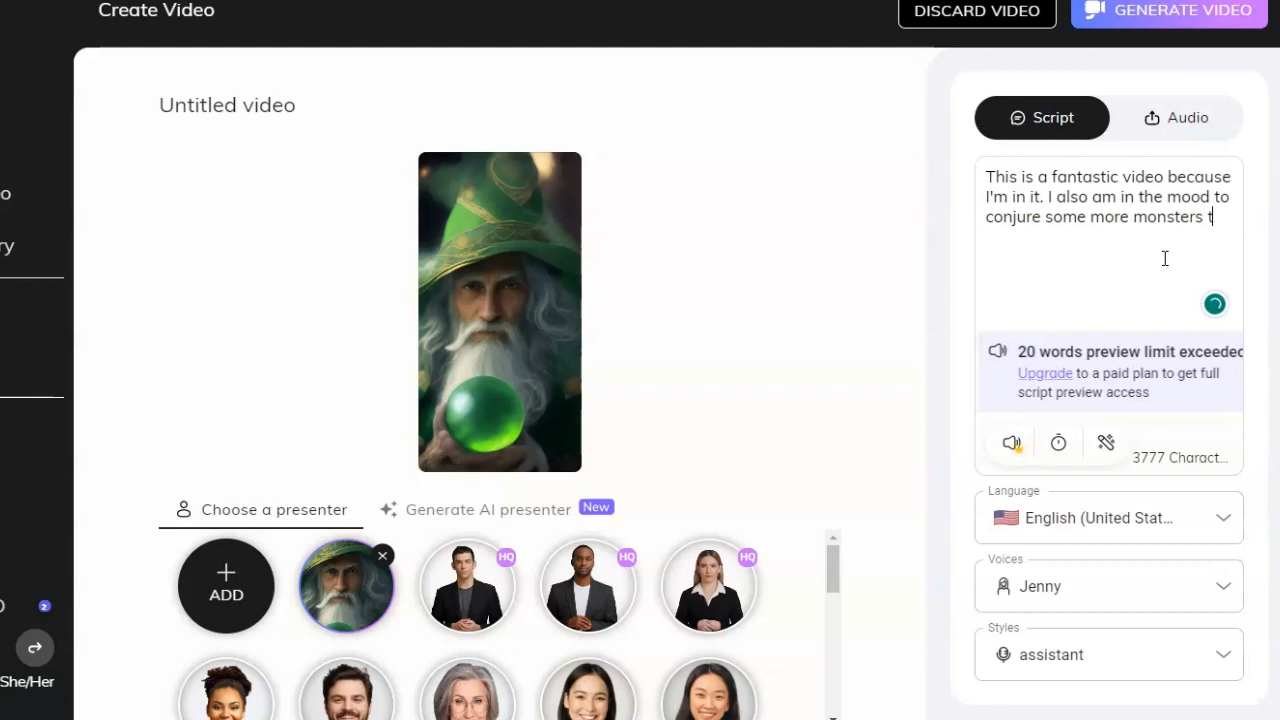 Create Video
DISCARD VIDEO
GENERATE VIDEO
Untitled video
Script
Audio
This is a fantastic video because
I'm in it. I also am in the mood to
conjure some more monsters t
20 words preview limit exceeded
Upgrade to a paid plan to get full
script preview access
3777 Charact...
Language
English (United Stat...
Voices
Jenny
Styles
assistant
Choose a presenter
Generate AI presenter New
ADD
HQ
HQ
HQ
o
ry
2
She/Her